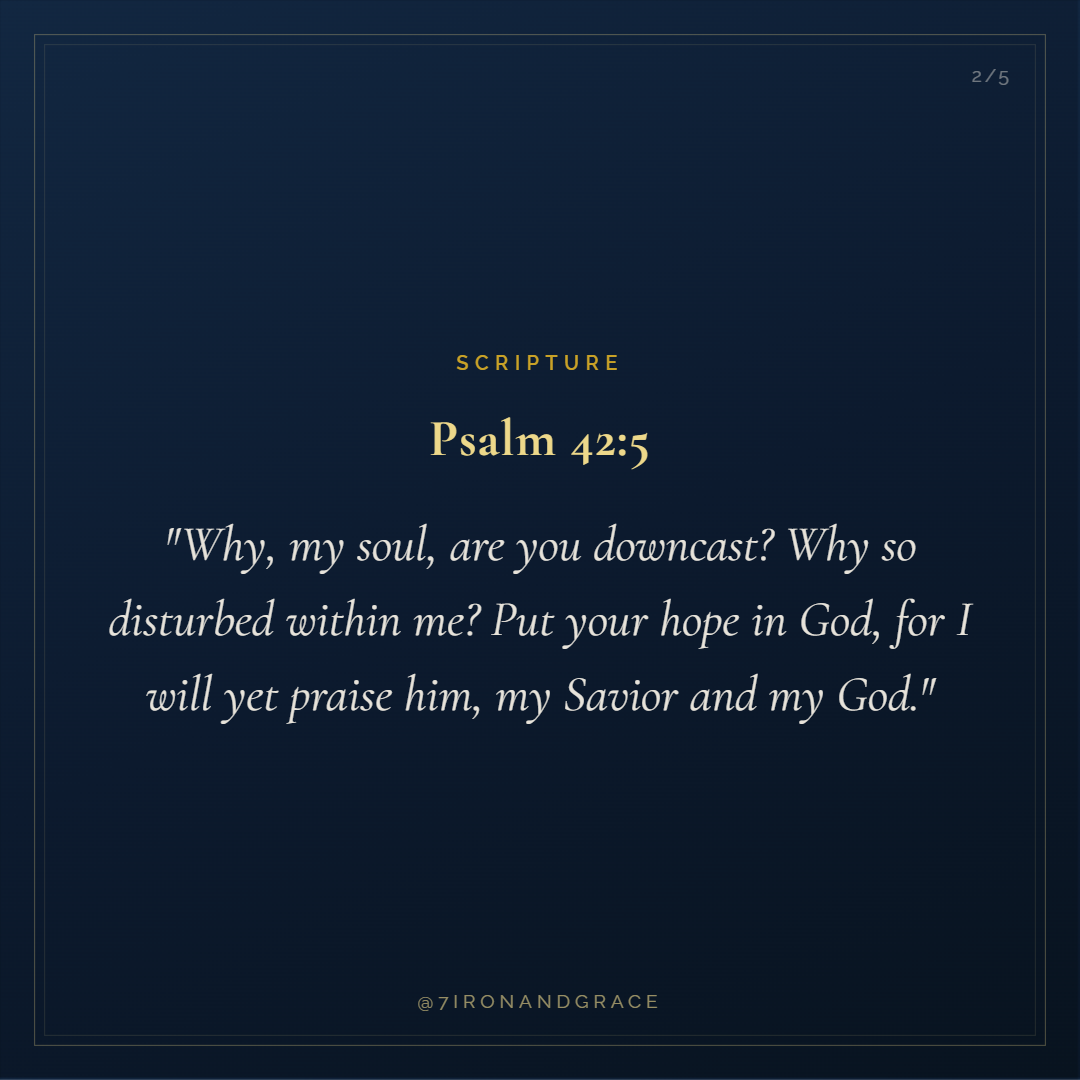 2/5
SCRIPTURE
Psalm 42:5
"Why, my soul, are you downcast? Why so
disturbed within me? Put your hope in God, for I
will yet praise him, my Savior and my God."
@7IRONANDGRACE